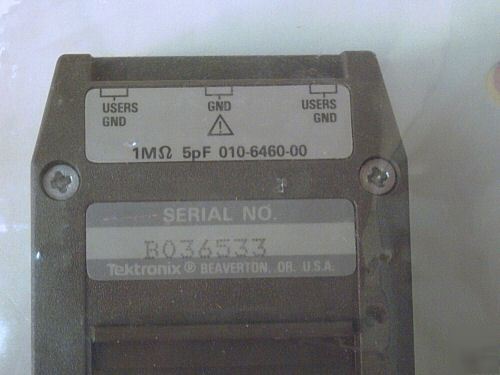 USERS GND
GND
USERS GND
1MΩ 5pF 010-6460-00
SERIAL NO.
B036533
Tektronix® BEAVERTON, OR. U.S.A.